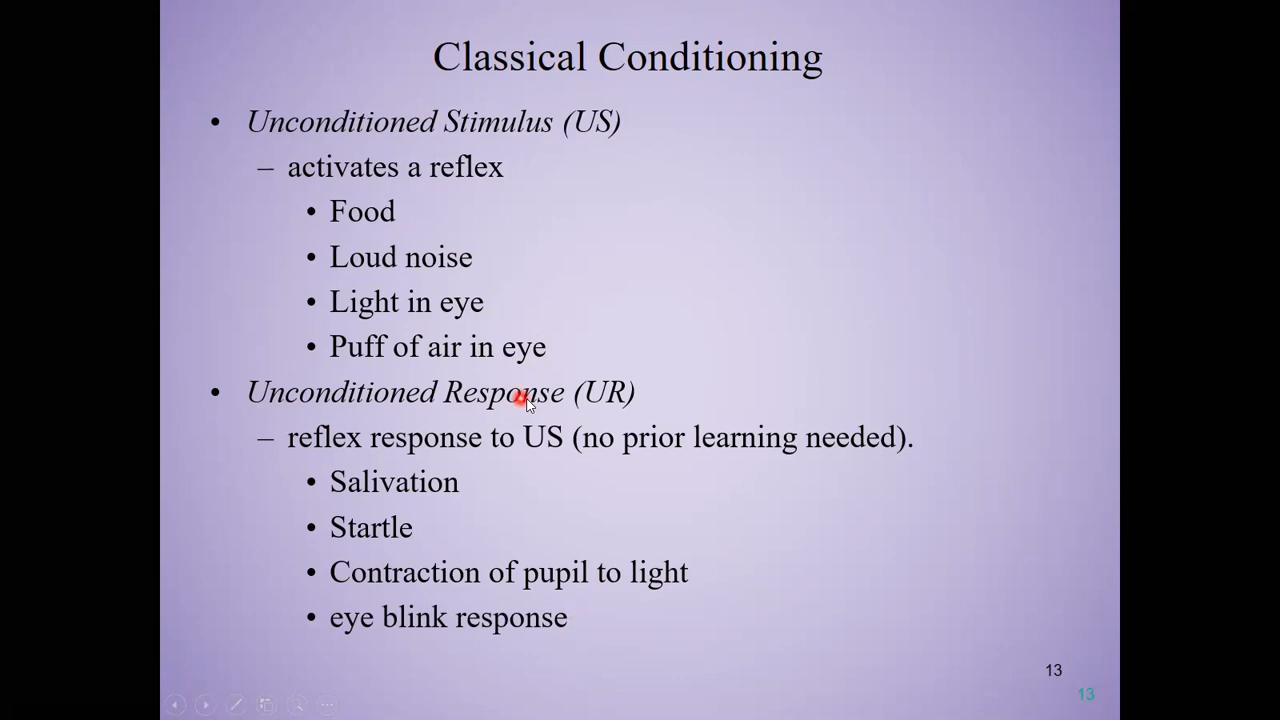 Classical Conditioning
• Unconditioned Stimulus (US)
– activates a reflex
• Food
• Loud noise
• Light in eye
• Puff of air in eye
• Unconditioned Response (UR)
– reflex response to US (no prior learning needed).
• Salivation
• Startle
• Contraction of pupil to light
• eye blink response
13
13